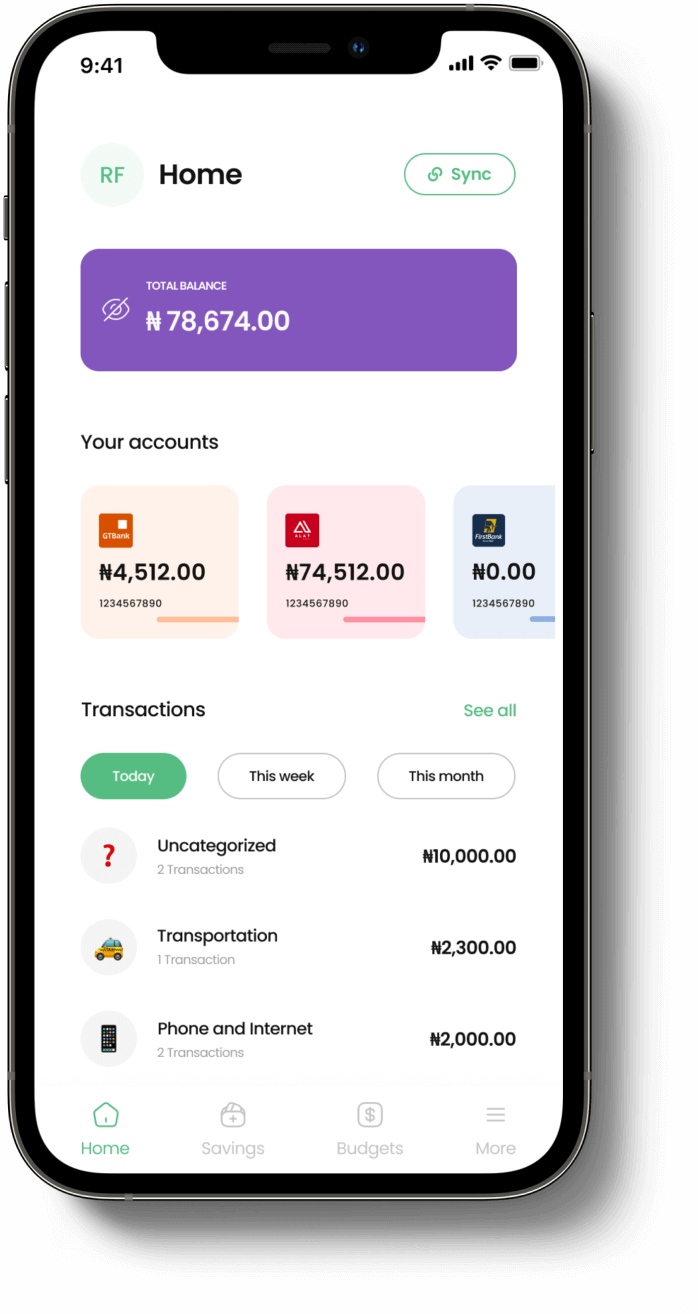 9:41
RF
Home
Sync
TOTAL BALANCE
₦ 78,674.00
Your accounts
GTBank
ALAT
FirstBank
₦4,512.00
₦74,512.00
₦0.00
1234567890
1234567890
1234567890
Transactions
See all
Today
This week
This month
Uncategorized
₦10,000.00
2 Transactions
Transportation
₦2,300.00
1 Transaction
Phone and Internet
₦2,000.00
2 Transactions
Home
Savings
Budgets
More